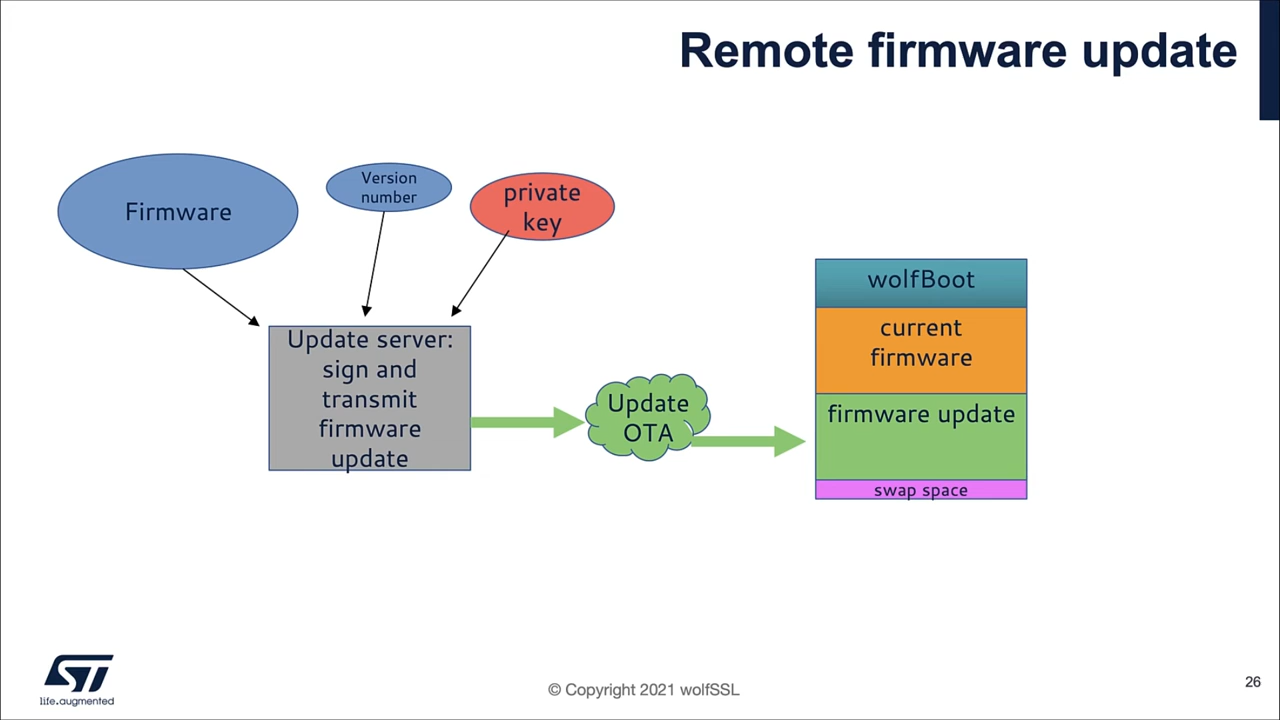 Remote firmware update
Firmware
Version
number
private
key
Update server:
sign and
transmit
firmware
update
Update
OTA
wolfBoot
current
firmware
firmware update
swap space
ST
life.augmented
© Copyright 2021 wolfSSL
26